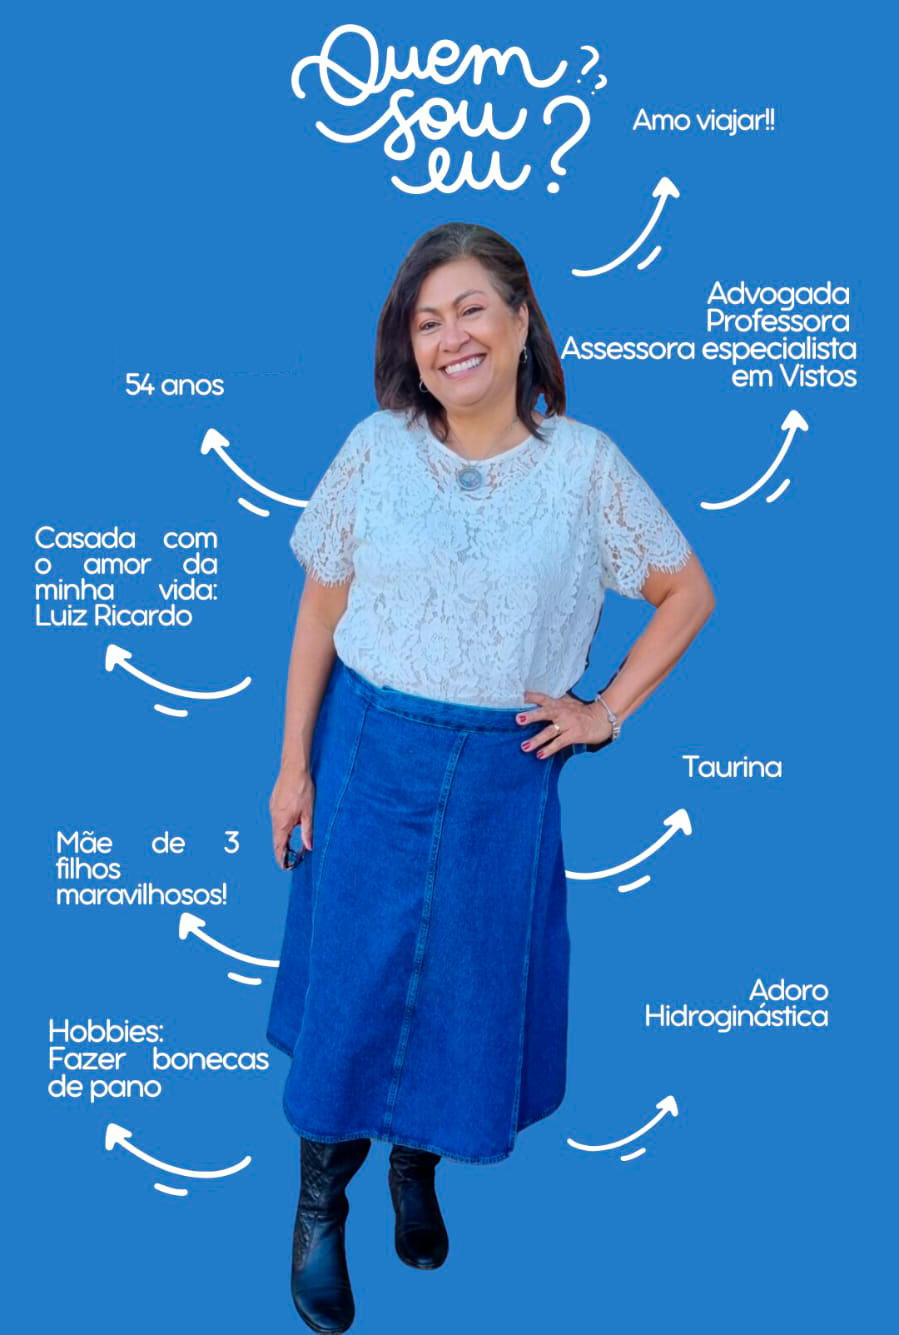 Quem ??
sou ?
eu
Amo viajar!!
Advogada
Professora
Assessora especialista
em Vistos
54 anos
Casada com
o amor da
minha vida:
Luiz Ricardo
Taurina
Mãe de 3
filhos
maravilhosos!
Adoro
Hidroginástica
Hobbies:
Fazer bonecas
de pano